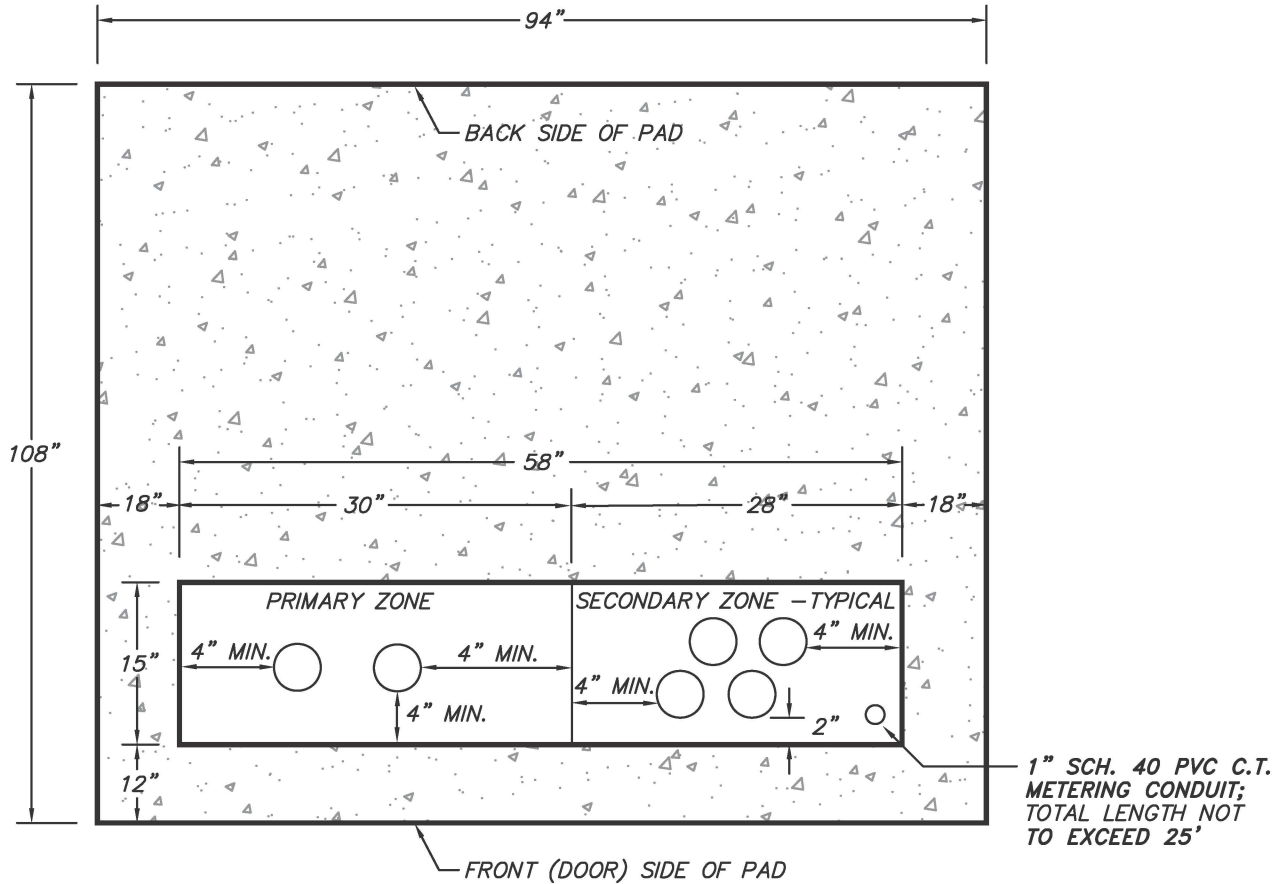 94"
BACK SIDE OF PAD
108"
58"
18"
30"
28"
18"
PRIMARY ZONE
SECONDARY ZONE - TYPICAL
4" MIN.
4" MIN.
4" MIN.
15"
4" MIN.
4" MIN.
2"
12"
1" SCH. 40 PVC C.T.
METERING CONDUIT;
TOTAL LENGTH NOT
TO EXCEED 25'
FRONT (DOOR) SIDE OF PAD